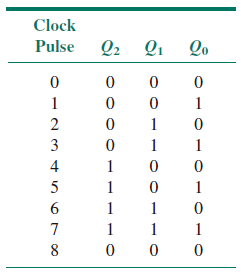 Clock
Pulse Q2 Q1 Q0
0 0 0 0
1 0 0 1
2 0 1 0
3 0 1 1
4 1 0 0
5 1 0 1
6 1 1 0
7 1 1 1
8 0 0 0